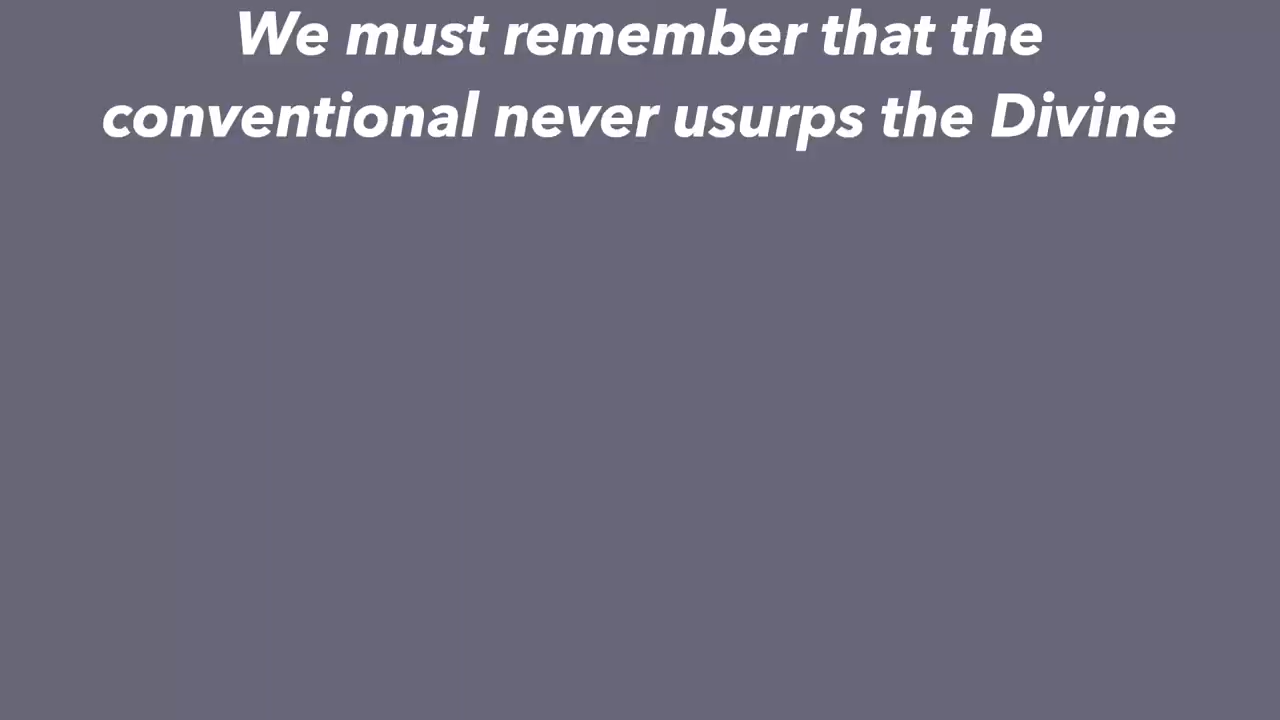 We must remember that the
conventional never usurps the Divine